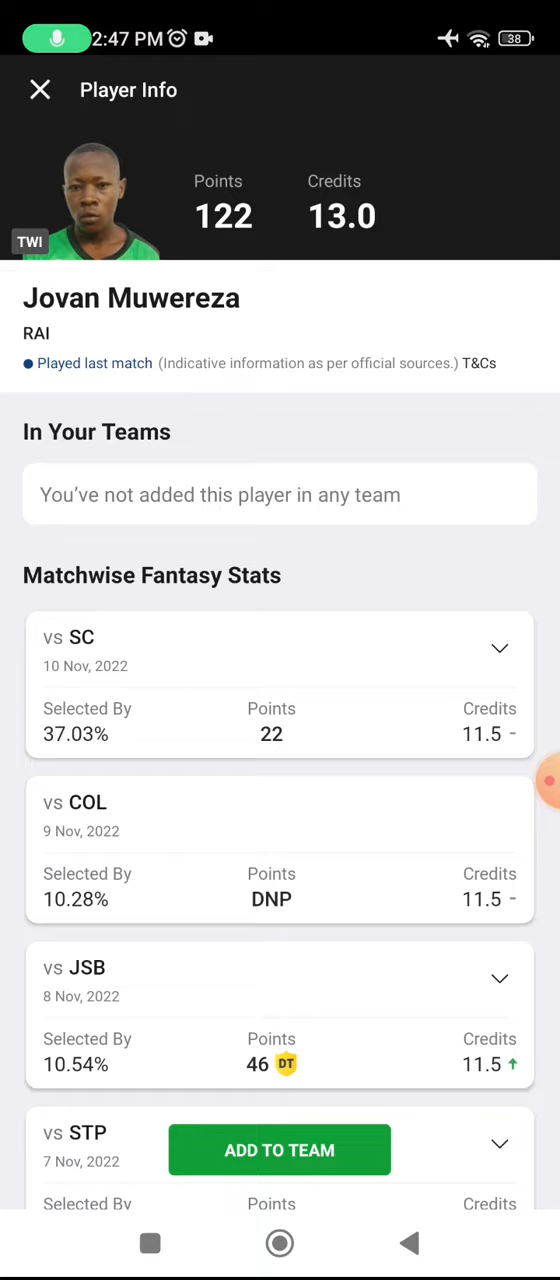 2:47 PM
38
Player Info
Points Credits
122 13.0
TWI
Jovan Muwereza
RAI
Played last match (Indicative information as per official sources.) T&Cs
In Your Teams
You've not added this player in any team
Matchwise Fantasy Stats
vs SC
10 Nov, 2022
Selected By Points Credits
37.03% 22 11.5 -
vs COL
9 Nov, 2022
Selected By Points Credits
10.28% DNP 11.5 -
vs JSB
8 Nov, 2022
Selected By Points Credits
10.54% 46 DT 11.5
vs STP
7 Nov, 2022
ADD TO TEAM
Selected By Points Credits